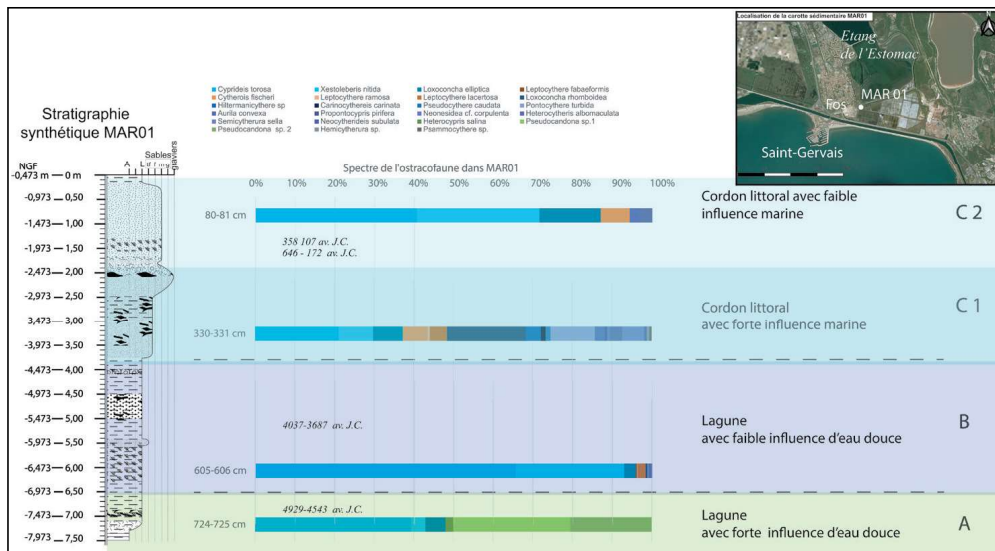 Localisation de la carotte sédimentaire MAR01
Etang
de l'Estomac
MAR 01
Fos
Saint-Gervais
Cyprideis torosa
Xestoleberis nitida
Loxoconcha elliptica
Leptocythere fabaeformis
Cytherois fischeri
Leptocythere ramosa
Leptocythere lacertosa
Loxoconcha rhomboidea
Hiltermanicythere sp
Carinocythereis carinata
Pseudocythere caudata
Pontocythere turbida
Aurilia convexa
Propontocypris pirifera
Neonesidea cf. corpulenta
Heterocytheris albomaculata
Semicytherura sella
Neocytherideis subulata
Heterocypris salina
Pseudocandona sp.1
Pseudocandona sp. 2
Hemicytherura sp.
Psammocythere sp.
Stratigraphie
synthétique MAR01
Sables
graviers
A
L
NGF
Spectre de l'ostracofaune dans MAR01
0% 10% 20% 30% 40% 50% 60% 70% 80% 90% 100%
-0,473 m 0 m
-0,973 0,50
-1,473 1,00
-1,973 1,50
-2,473 2,00
-2,973 2,50
3,473 3,00
-3,973 3,50
-4,473 4,00
-4,973 4,50
-5,473 5,00
-5,973 5,50
-6,473 6,00
-6,973 6,50
-7,473 7,00
-7,973 7,50
80-81 cm
358 107 av. J.C.
646 - 172 av. J.C.
Cordon littoral avec faible
influence marine
C 2
330-331 cm
Cordon littoral
avec forte influence marine
C 1
4037-3687 av. J.C.
605-606 cm
Lagune
avec faible influence d'eau douce
B
4929-4543 av. J.C.
724-725 cm
Lagune
avec forte influence d'eau douce
A